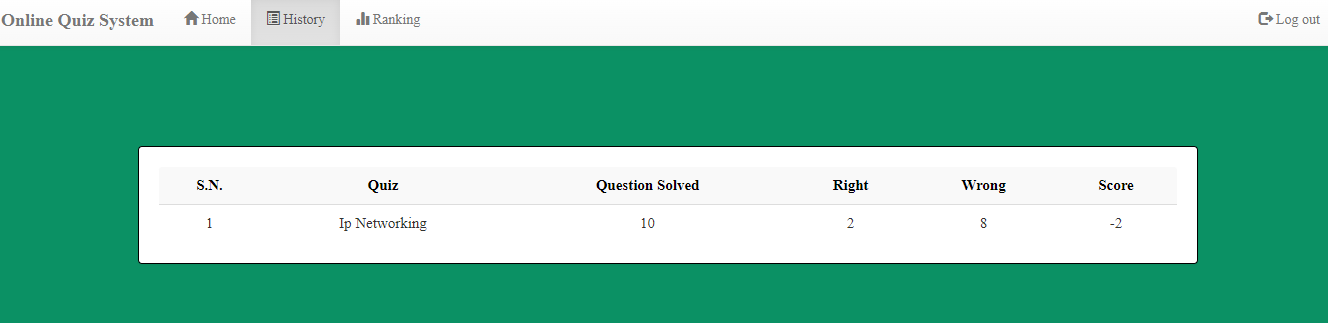 Online Quiz System Home History Ranking Log out
S.N. Quiz Question Solved Right Wrong Score
1 Ip Networking 10 2 8 -2